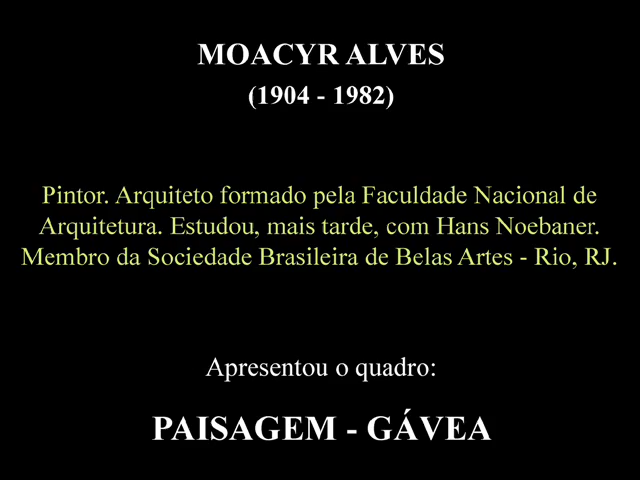 MOACYR ALVES
(1904 - 1982)
Pintor. Arquiteto formado pela Faculdade Nacional de
Arquitetura. Estudou, mais tarde, com Hans Noebaner.
Membro da Sociedade Brasileira de Belas Artes - Rio, RJ.
Apresentou o quadro:
PAISAGEM - GÁVEA